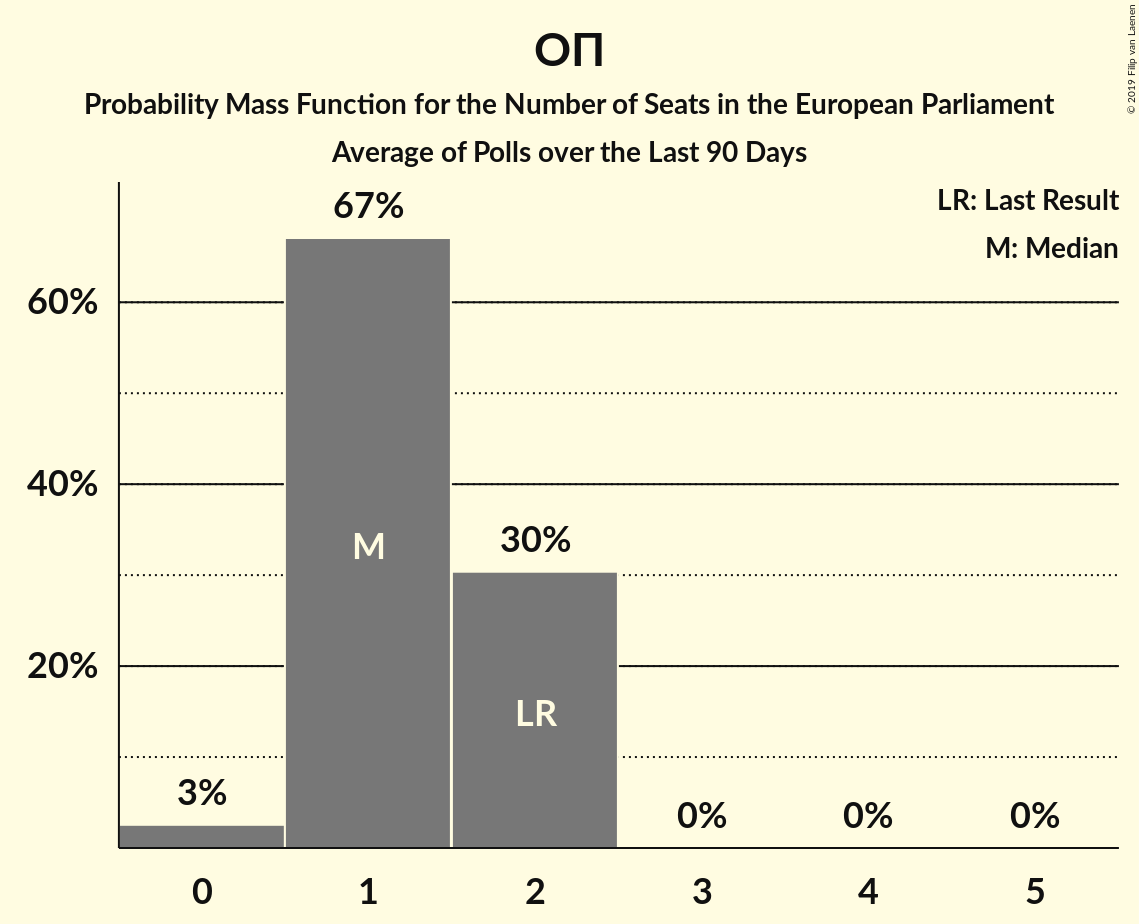 ОП
Probability Mass Function for the Number of Seats in the European Parliament
Average of Polls over the Last 90 Days
© 2019 Filip van Laenen
LR: Last Result
M: Median
67%
60%
40%
30%
M
20%
LR
3%
0%
0%
0%
0
1
2
3
4
5